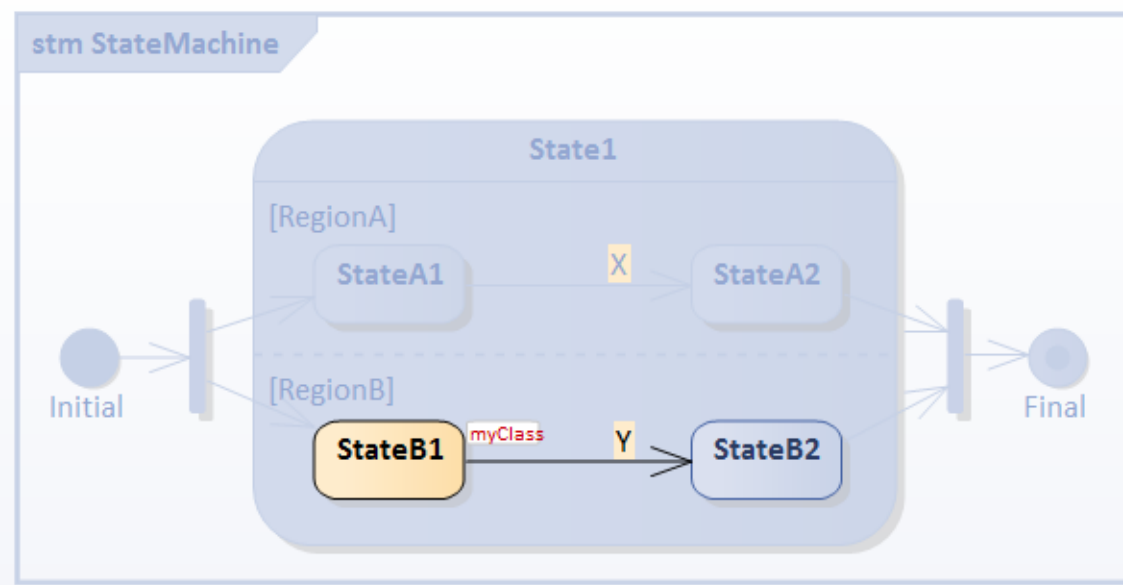 stm StateMachine
State1
[RegionA]
StateA1
X
StateA2
Initial
[RegionB]
StateB1
myClass
Y
StateB2
Final